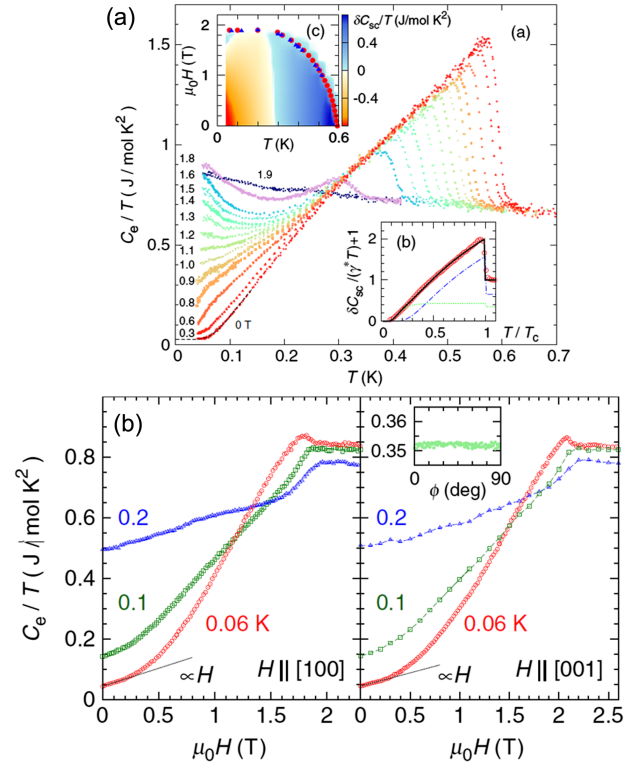 (a)
(a)
(c)
δC_sc/T (J/mol K²)
μ₀H (T)
2
1
0
0
0.3
0.6
T (K)
0.4
0
-0.4
C_e / T ( J / mol K²)
1.5
1.0
0.5
0
1.8
1.6
1.5
1.4
1.3
1.2
1.1
1.0
0.9
0.8
0.6
0.3
1.9
0 T
(b)
δC_sc/(γ*T)+1
2
1
0
0
1
T / T_c
0
0.1
0.2
0.3
0.4
0.5
0.6
0.7
T (K)
(b)
C_e / T ( J / mol K²)
0.8
0.6
0.4
0.2
0
0.2
0.1
0.06 K
∝H
H || [100]
0
0.5
1
1.5
2
μ₀H (T)
0.36
0.35
0
90
ϕ (deg)
0.2
0.1
0.06 K
∝H
H || [001]
0
0.5
1
1.5
2
2.5
μ₀H (T)